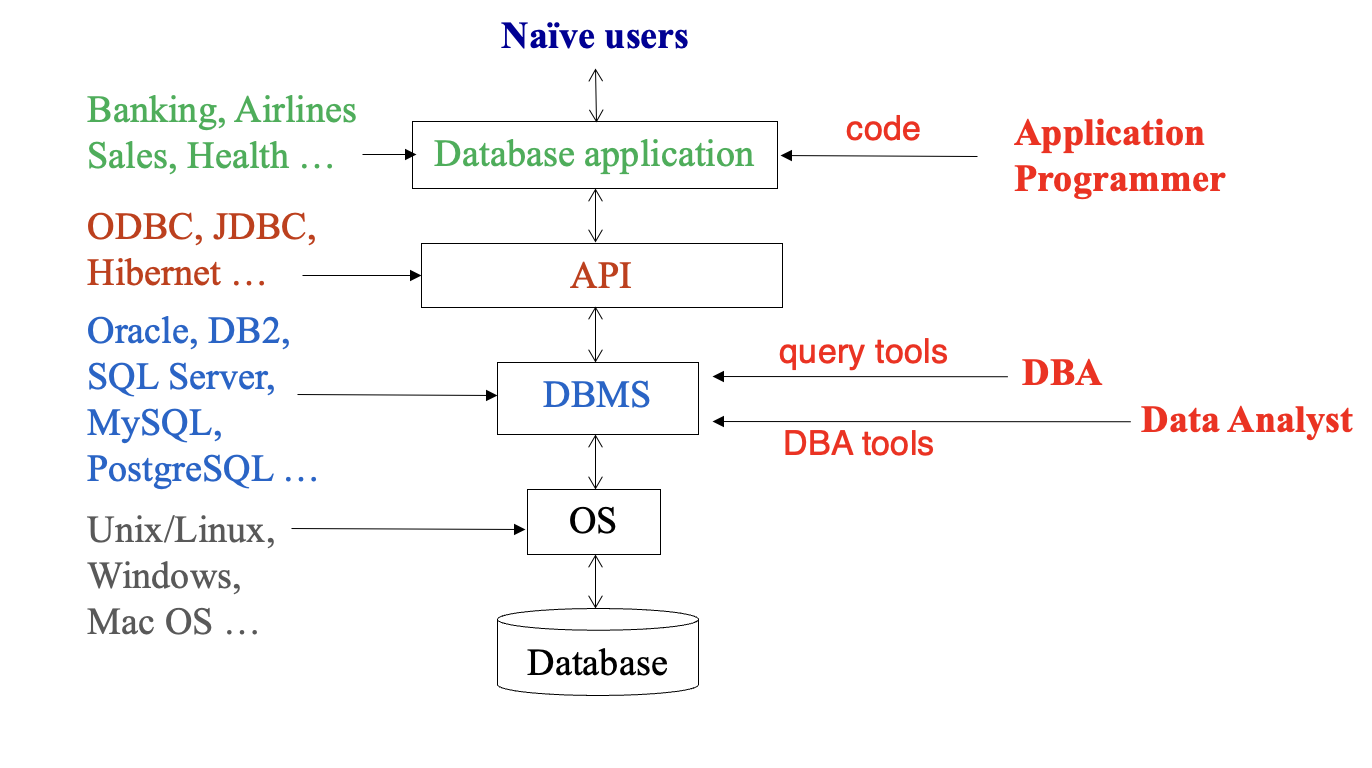 Naïve users
Banking, Airlines
Sales, Health …
Database application
code
Application
Programmer
ODBC, JDBC,
Hibernet …
API
Oracle, DB2,
SQL Server,
MySQL,
PostgreSQL …
DBMS
query tools
DBA
Data Analyst
DBA tools
Unix/Linux,
Windows,
Mac OS …
OS
Database